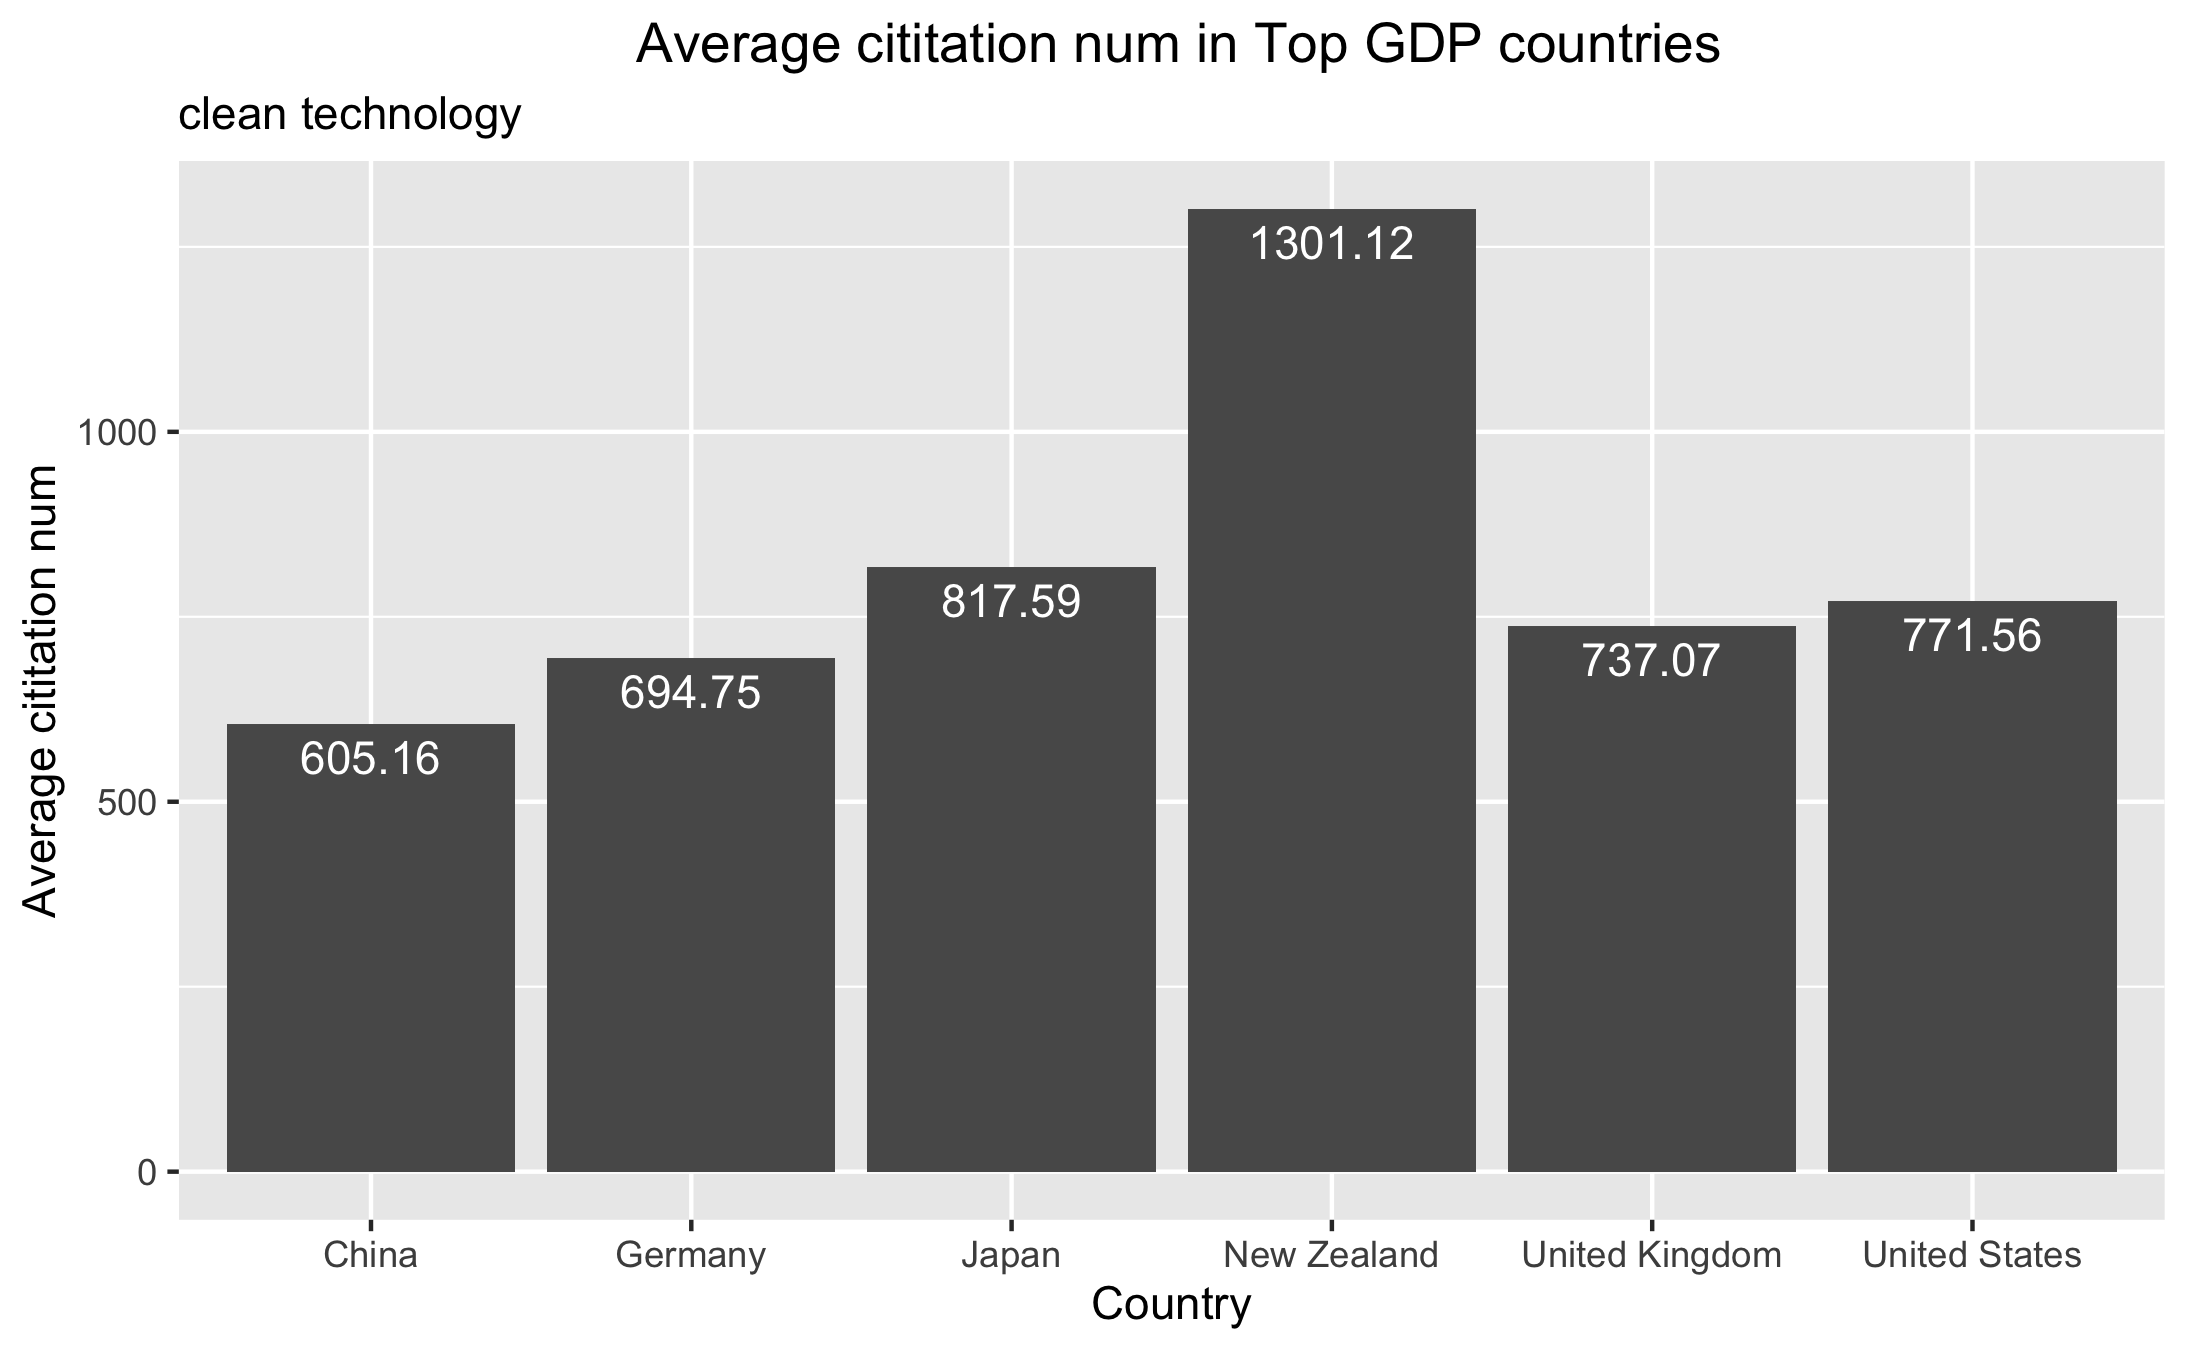 Average cititation num in Top GDP countries
clean technology
Average cititation num
1000
500
0
605.16
694.75
817.59
1301.12
737.07
771.56
China
Germany
Japan
New Zealand
United Kingdom
United States
Country